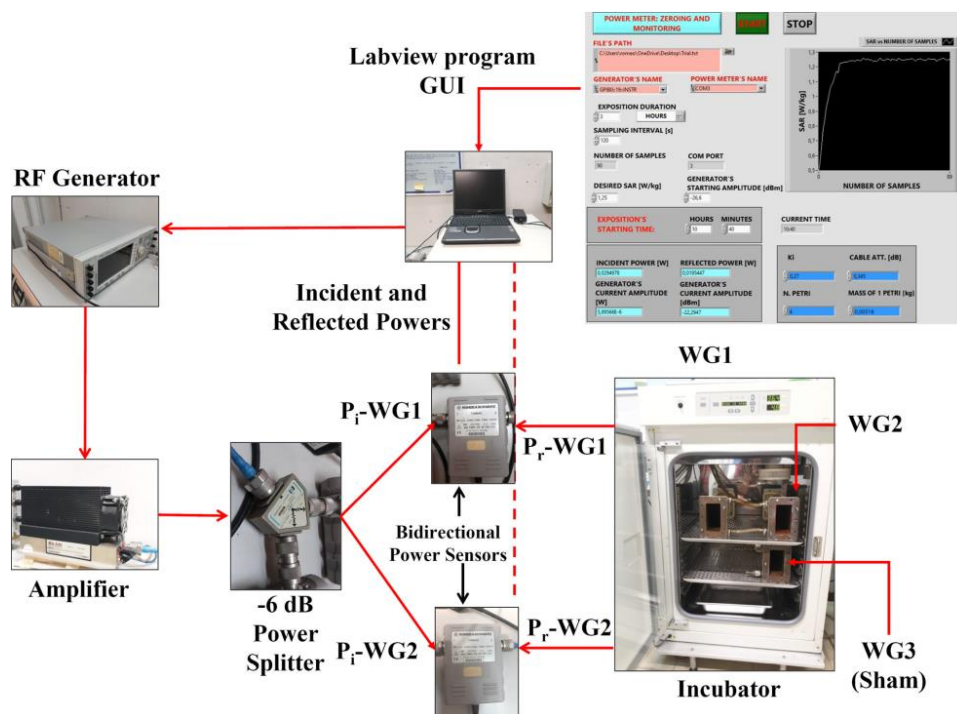 POWER METER: ZEROING AND
MONITORING
START
STOP
FILE'S PATH
SAR vs NUMBER OF SAMPLES
GENERATOR'S NAME
POWER METER'S NAME
COM3
EXPOSITION DURATION
HOURS
SAMPLING INTERVAL [s]
120
NUMBER OF SAMPLES
COM PORT
DESIRED SAR [W/kg]
GENERATOR'S
STARTING AMPLITUDE [dBm]
1,25
-26,6
SAR [W/kg]
NUMBER OF SAMPLES
EXPOSITION'S
STARTING TIME:
HOURS
MINUTES
CURRENT TIME
INCIDENT POWER [W]
REFLECTED POWER [W]
GENERATOR'S
CURRENT AMPLITUDE
[W]
GENERATOR'S
CURRENT AMPLITUDE
[dBm]
-22,2947
Ki
CABLE ATT. [dB]
N. PETRI
MASS OF 1 PETRI [kg]
Labview program
GUI
RF Generator
Incident and
Reflected Powers
WG1
WG2
Pi-WG1
Pr-WG1
Bidirectional
Power Sensors
Amplifier
-6 dB
Power
Splitter
Pi-WG2
Pr-WG2
Incubator
WG3
(Sham)